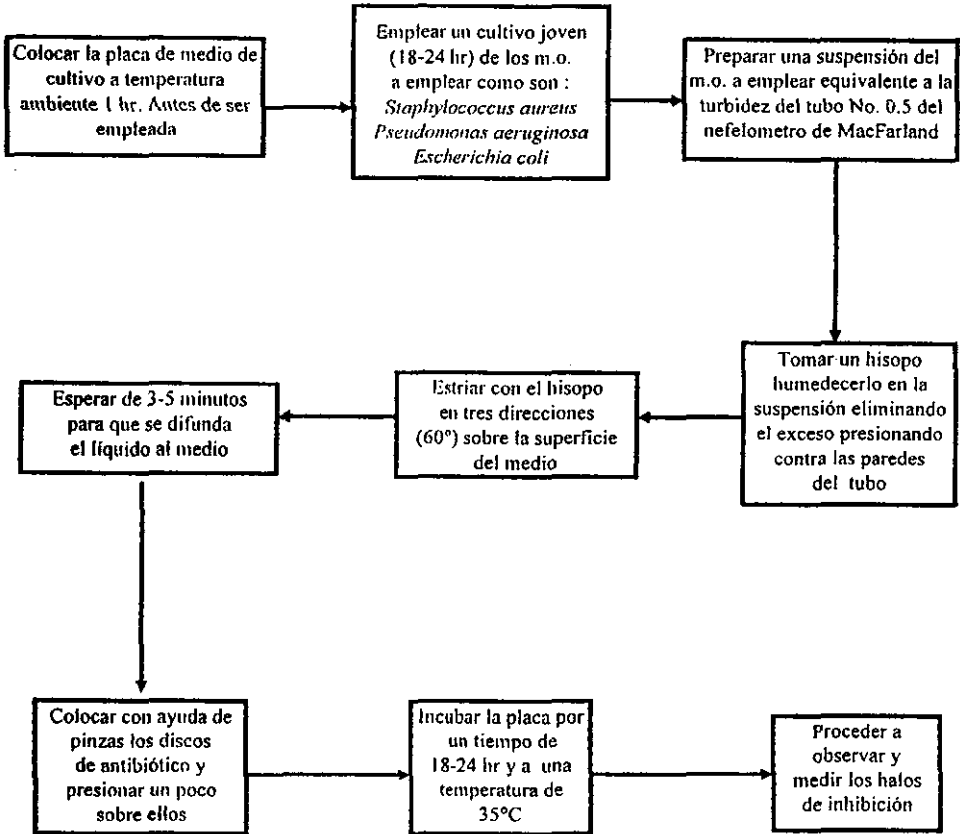 Colocar la placa de medio de
cultivo a temperatura
ambiente 1 hr. Antes de ser
empleada
Emplear un cultivo joven
(18-24 hr) de los m.o.
a emplear como son :
Staphylococcus aureus
Pseudomonas aeruginosa
Escherichia coli
Preparar una suspensión del
m.o. a emplear equivalente a la
turbidez del tubo No. 0.5 del
nefelometro de MacFarland
Tomar un hisopo
humedecerlo en la
suspensión eliminando
el exceso presionando
contra las paredes
del tubo
Estriar con el hisopo
en tres direcciones
(60°) sobre la superficie
del medio
Esperar de 3-5 minutos
para que se difunda
el líquido al medio
Colocar con ayuda de
pinzas los discos
de antibiótico y
presionar un poco
sobre ellos
Incubar la placa por
un tiempo de
18-24 hr y a una
temperatura de
35°C
Proceder a
observar y
medir los halos
de inhibición